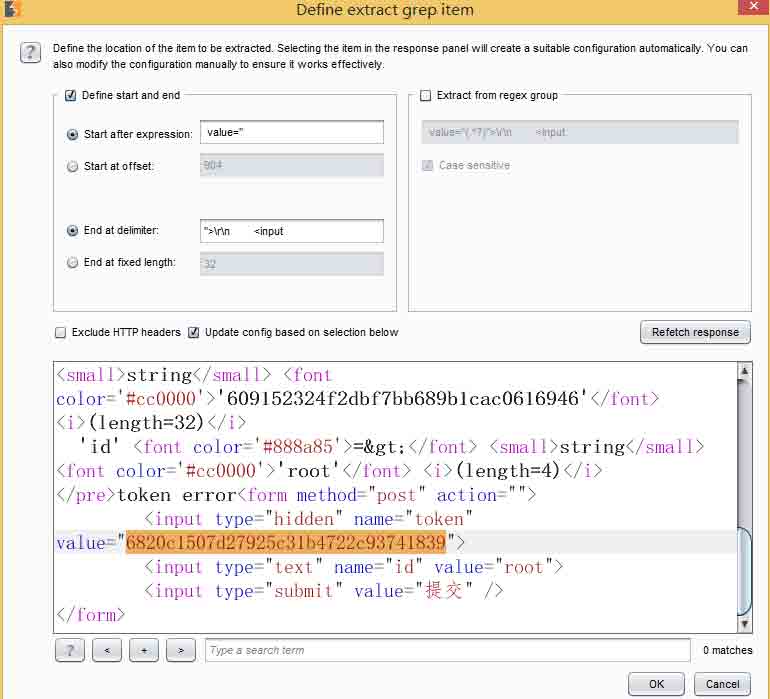 Define extract grep item
Define the location of the item to be extracted. Selecting the item in the response panel will create a suitable configuration automatically. You can
also modify the configuration manually to ensure it works effectively.
Define start and end
Start after expression: value="
Start at offset: 904
End at delimiter: ">\r\n        <input
End at fixed length: 32
Extract from regex group
value="(.*?)">\r\n        <input
Case sensitive
Exclude HTTP headers
Update config based on selection below
Refetch response
<small>string</small> <font
color='#cc0000'>'609152324f2dbf7bb689b1cac0616946'</font>
<i>(length=32)</i>
  'id' <font color='#888a85'>=&gt;</font> <small>string</small>
<font color='#cc0000'>'root'</font> <i>(length=4)</i>
</pre>token error<form method="post" action="">
        <input type="hidden" name="token"
value="6820c1507d27925c31b4722c93741839">
        <input type="text" name="id" value="root">
        <input type="submit" value="提交" />
</form>
? < + > Type a search term 0 matches
OK Cancel